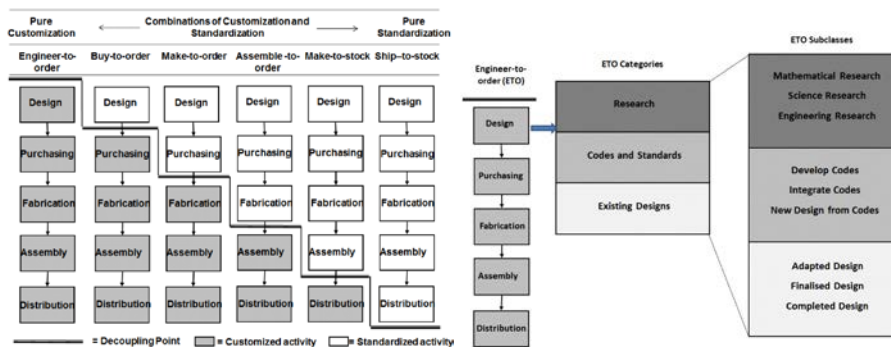 Pure
Customization
Combinations of Customization and
Standardization
Pure
Standardization
Engineer-to-
order
Buy-to-order
Make-to-order
Assemble-to-
order
Make-to-stock
Ship--to-stock
Design
Design
Design
Design
Design
Design
Purchasing
Purchasing
Purchasing
Purchasing
Purchasing
Purchasing
Fabrication
Fabrication
Fabrication
Fabrication
Fabrication
Fabrication
Assembly
Assembly
Assembly
Assembly
Assembly
Assembly
Distribution
Distribution
Distribution
Distribution
Distribution
Distribution
= Decoupling Point
= Customized activity
= Standardized activity
Engineer-to-
order (ETO)
Design
Purchasing
Fabrication
Assembly
Distribution
ETO Categories
Research
Codes and Standards
Existing Designs
ETO Subclasses
Mathematical Research
Science Research
Engineering Research
Develop Codes
Integrate Codes
New Design from Codes
Adapted Design
Finalised Design
Completed Design